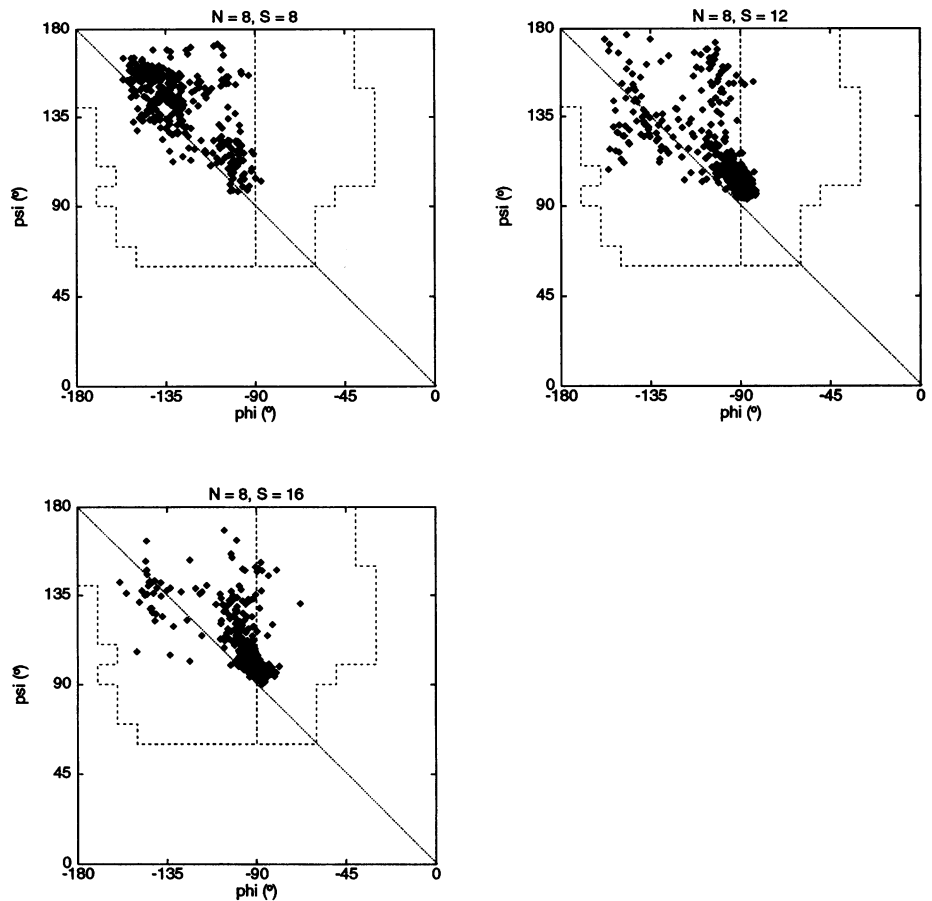 N = 8, S = 8
180
135
90
45
0
psi (º)
-180 -135 -90 -45 0
phi (º)
N = 8, S = 12
180
135
90
45
0
psi (º)
-180 -135 -90 -45 0
phi (º)
N = 8, S = 16
180
135
90
45
0
psi (º)
-180 -135 -90 -45 0
phi (º)